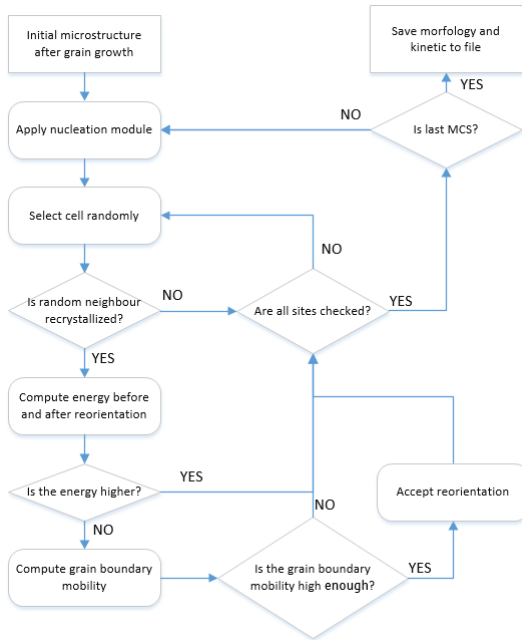 Initial microstructure
after grain growth
Save morfology and
kinetic to file
YES
NO
Apply nucleation module
Is last MCS?
Select cell randomly
NO
Is random neighbour
recrystallized?
NO
Are all sites checked?
YES
YES
Compute energy before
and after reorientation
Is the energy higher?
YES
Accept reorientation
NO
NO
Compute grain boundary
mobility
Is the grain boundary
mobility high enough?
YES